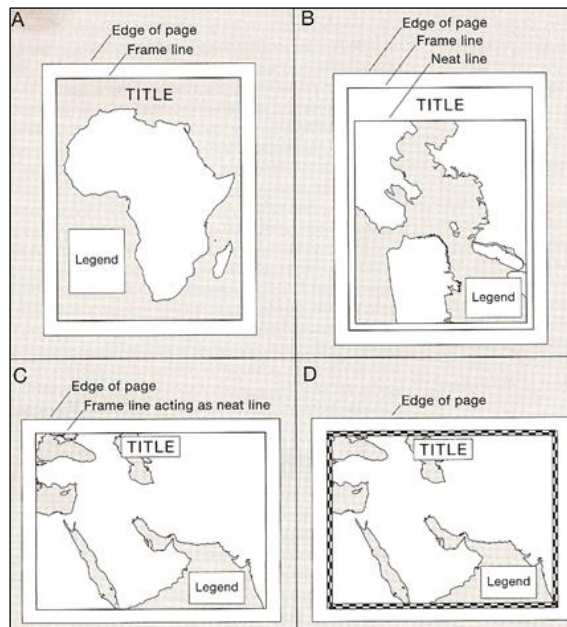 A
Edge of page
Frame line
TITLE
Legend
B
Edge of page
Frame line
Neat line
TITLE
Legend
C
Edge of page
Frame line acting as neat line
TITLE
Legend
D
Edge of page
TITLE
Legend